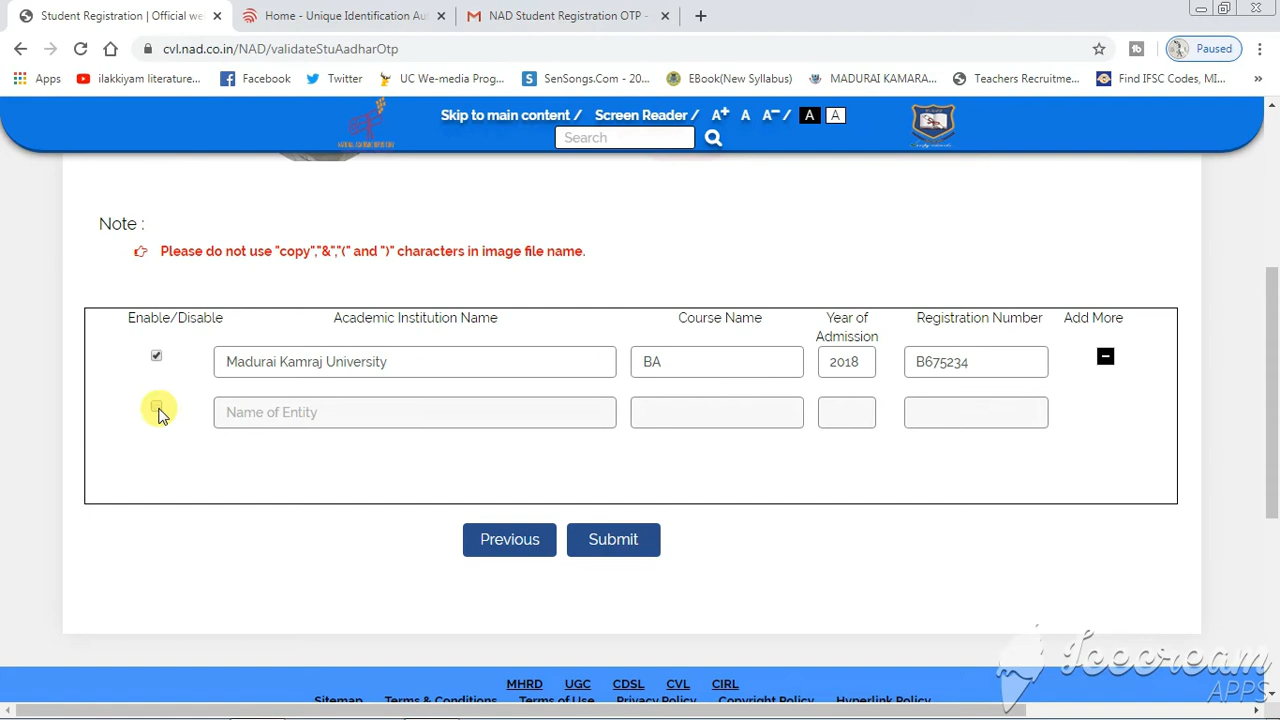 Student Registration | Official we
Home - Unique Identification Au
NAD Student Registration OTP -
cvl.nad.co.in/NAD/validateStuAadharOtp
Paused
Apps
ilakkiyam literature...
Facebook
Twitter
UC We-media Prog...
SenSongs.Com - 20...
EBook(New Syllabu)
MADURAI KAMARA...
Teachers Recruitme...
Find IFSC Codes, MI...
»
Skip to main content /
Screen Reader /
A+
A
A− /
A
A
Search
Note :
Please do not use "copy","&","(" and ")" characters in image file name.
Enable/Disable
Academic Institution Name
Course Name
Year of
Admission
Registration Number
Add More
Madurai Kamraj University
BA
2018
B675234
Name of Entity
Previous
Submit
MHRD
UGC
CDSL
CVL
CIRL
Sitemap
Terms & Conditions
Terms of Use
Privacy Policy
Copyright Policy
Hyperlink Policy
Icecream
APPS